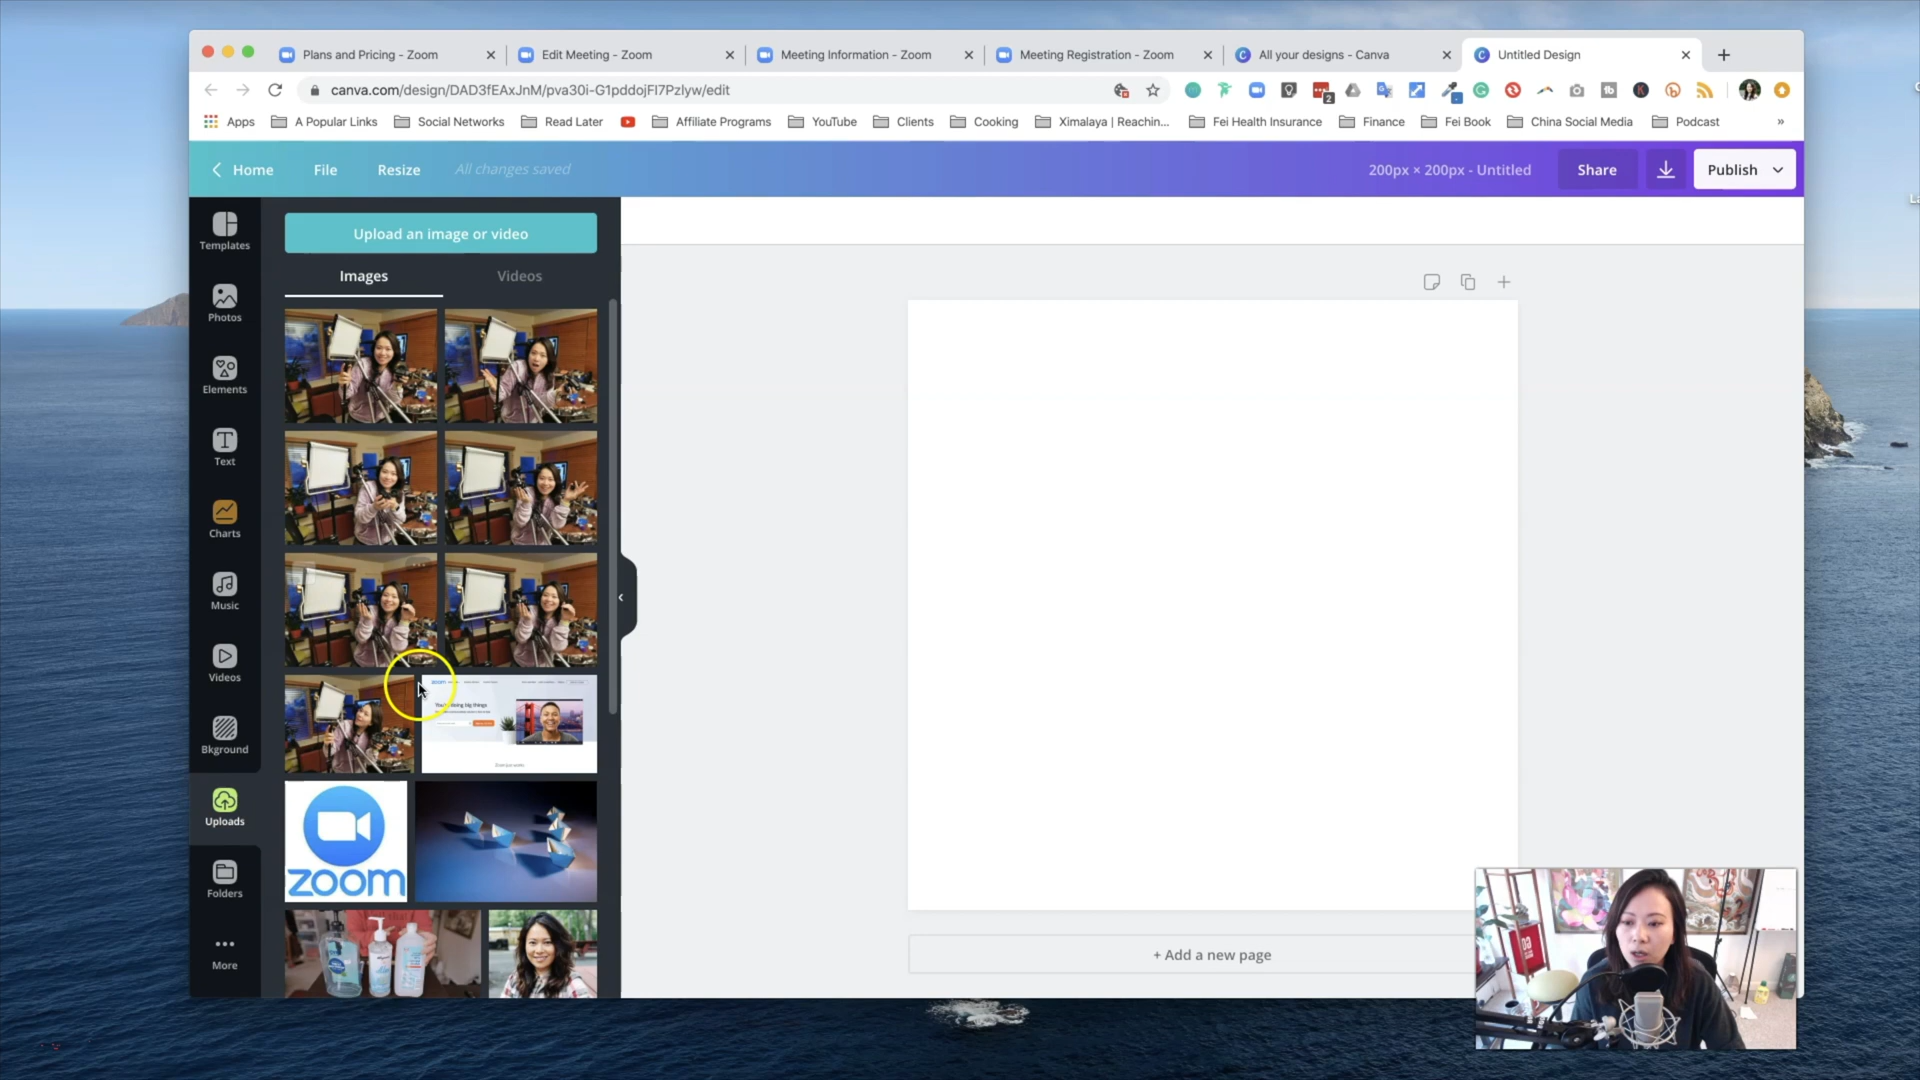 Plans and Pricing - Zoom
Edit Meeting - Zoom
Meeting Information - Zoom
Meeting Registration - Zoom
All your designs - Canva
Untitled Design
canva.com/design/DAD3fEAxJnM/pva30i-G1pddojFl7Pzlyw/edit
2
Apps
A Popular Links
Social Networks
Read Later
Affiliate Programs
YouTube
Clients
Cooking
Ximalaya | Reachin...
Fei Health Insurance
Finance
Fei Book
China Social Media
Podcast
»
Home
File
Resize
All changes saved
200px × 200px - Untitled
Share
Publish
Templates
Photos
Elements
Text
Charts
Music
Videos
Bkground
Uploads
Folders
More
Upload an image or video
Images
Videos
zoom
zoom
+ Add a new page